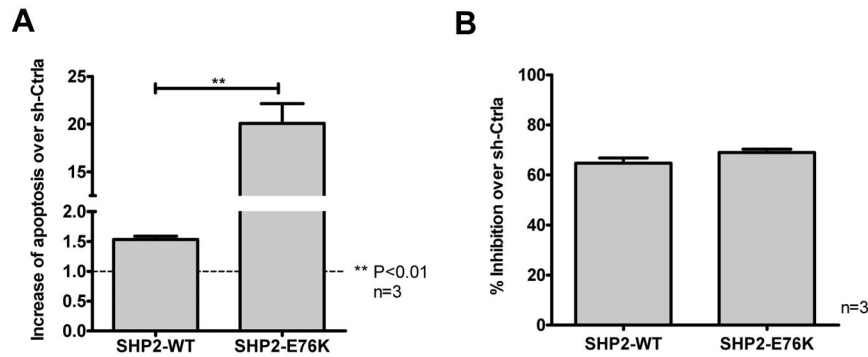 A
Increase of apoptosis over sh-Ctrla
25
20
15
2.0
1.5
1.0
0.5
0.0
**
SHP2-WT SHP2-E76K
** P<0.01
n=3
B
% Inhibition over sh-Ctrla
100
80
60
40
20
0
SHP2-WT SHP2-E76K
n=3